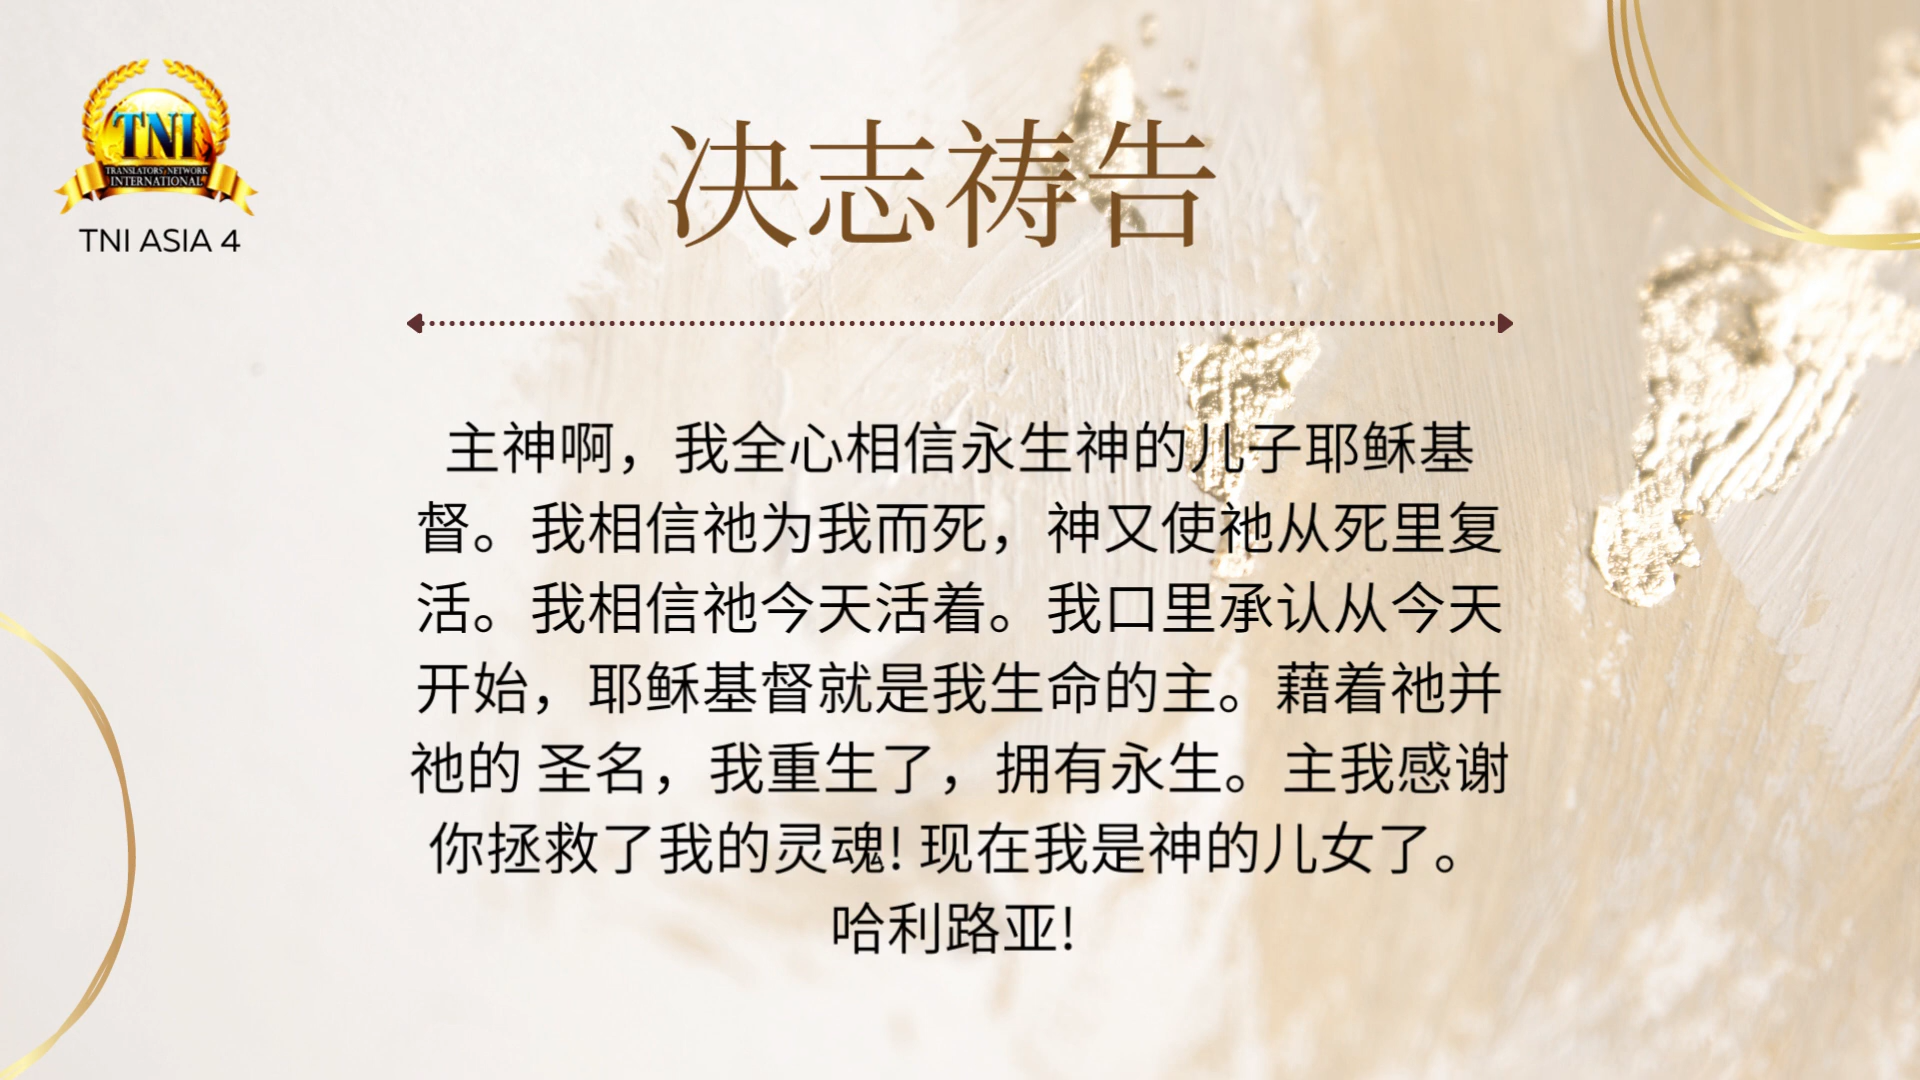 TNI
TRANSLATORS NETWORK
INTERNATIONAL
TNI ASIA 4
决志祷告
主神啊，我全心相信永生神的儿子耶稣基
督。我相信祂为我而死，神又使祂从死里复
活。我相信祂今天活着。我口里承认从今天
开始，耶稣基督就是我生命的主。藉着祂并
祂的 圣名，我重生了，拥有永生。主我感谢
你拯救了我的灵魂! 现在我是神的儿女了。
哈利路亚!